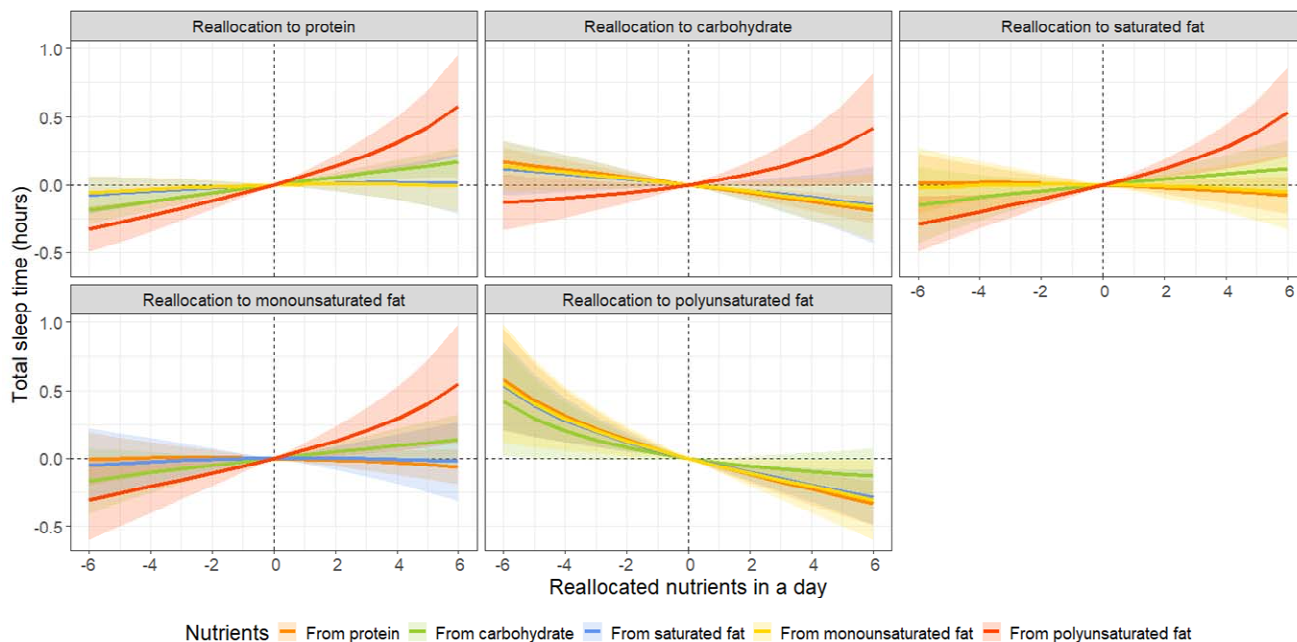 Reallocation to protein
Reallocation to carbohydrate
Reallocation to saturated fat
1.0
0.5
0.0
-0.5
-6 -4 -2 0 2 4 6
Reallocation to monounsaturated fat
Reallocation to polyunsaturated fat
1.0
0.5
0.0
-0.5
-6 -4 -2 0 2 4 6
-6 -4 -2 0 2 4 6
Total sleep time (hours)
Reallocated nutrients in a day
Nutrients From protein From carbohydrate From saturated fat From monounsaturated fat From polyunsaturated fat